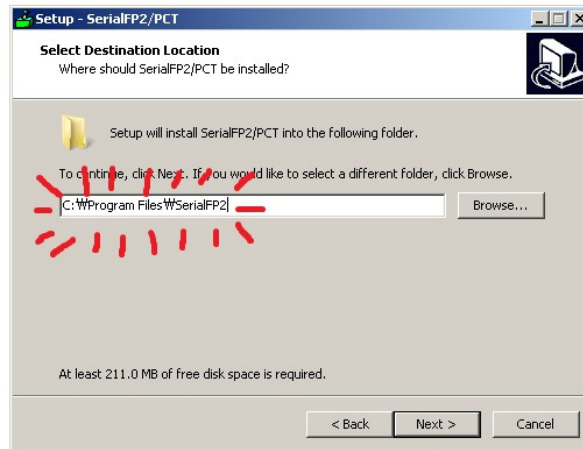 Setup - SerialFP2/PCT
Select Destination Location
Where should SerialFP2/PCT be installed?
Setup will install SerialFP2/PCT into the following folder.
To continue, click Next. If you would like to select a different folder, click Browse.
C:₩Program Files₩SerialFP2
Browse...
At least 211.0 MB of free disk space is required.
< Back
Next >
Cancel